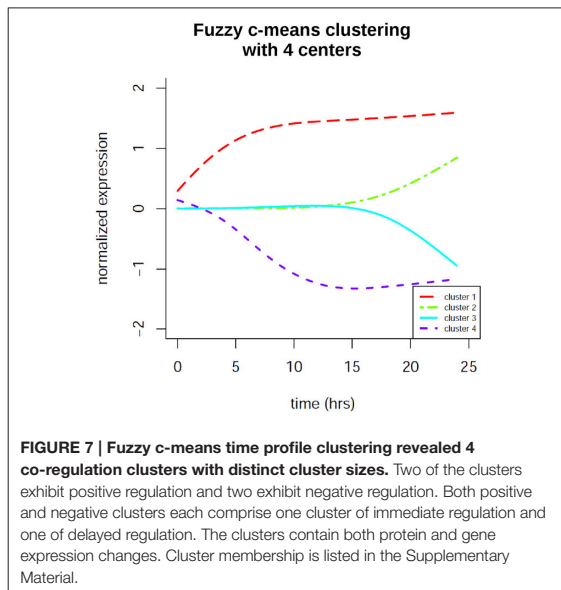 Fuzzy c-means clustering
with 4 centers
normalized expression
2
1
0
-1
-2
cluster 1
cluster 2
cluster 3
cluster 4
0 5 10 15 20 25
time (hrs)
FIGURE 7 | Fuzzy c-means time profile clustering revealed 4
co-regulation clusters with distinct cluster sizes. Two of the clusters
exhibit positive regulation and two exhibit negative regulation. Both positive
and negative clusters each comprise one cluster of immediate regulation and
one of delayed regulation. The clusters contain both protein and gene
expression changes. Cluster membership is listed in the Supplementary
Material.